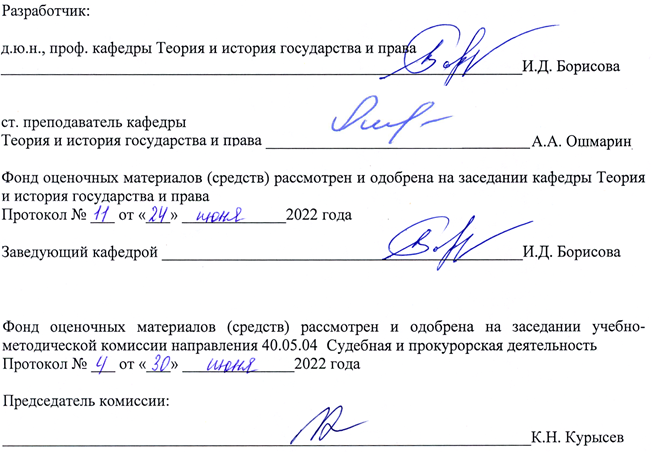 Разработчик:
д.ю.н., проф. кафедры Теория и история государства и права
И.Д. Борисова
ст. преподаватель кафедры
Теория и история государства и права А.А. Ошмарин
Фонд оценочных материалов (средств) рассмотрен и одобрена на заседании кафедры Теория
и история государства и права
Протокол № 11 от «24» июня 2022 года
Заведующий кафедрой И.Д. Борисова
Фонд оценочных материалов (средств) рассмотрен и одобрена на заседании учебно-
методической комиссии направления 40.05.04 Судебная и прокурорская деятельность
Протокол № 4 от «30» июня 2022 года
Председатель комиссии:
К.Н. Курысев